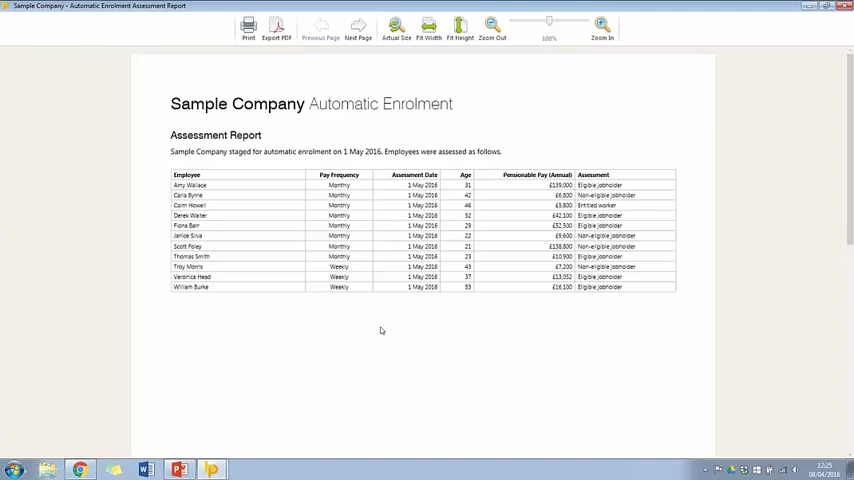 Sample Company - Automatic Enrolment Assessment Report
Print Export PDF Previous Page Next Page Actual Size Fit Width Fit Height Zoom Out 100% Zoom In
Sample Company Automatic Enrolment
Assessment Report
Sample Company staged for automatic enrolment on 1 May 2016. Employees were assessed as follows.
Employee Pay Frequency Assessment Date Age Pensionable Pay (Annual) Assessment
Amy Wallace Monthly 1 May 2016 31 £139,000 Eligible jobholder
Carla Byrne Monthly 1 May 2016 42 £6,800 Non-eligible jobholder
Colm Howell Monthly 1 May 2016 46 £3,800 Entitled worker
Derek Walter Monthly 1 May 2016 52 £42,100 Eligible jobholder
Fiona Barr Monthly 1 May 2016 29 £52,500 Eligible jobholder
Janice Silva Monthly 1 May 2016 22 £9,600 Non-eligible jobholder
Scott Foley Monthly 1 May 2016 21 £138,800 Non-eligible jobholder
Thomas Smith Monthly 1 May 2016 23 £10,900 Eligible jobholder
Troy Morris Weekly 1 May 2016 43 £7,200 Non-eligible jobholder
Veronica Head Weekly 1 May 2016 37 £13,052 Eligible jobholder
William Burke Weekly 1 May 2016 53 £16,100 Eligible jobholder
12:25
08/04/2016